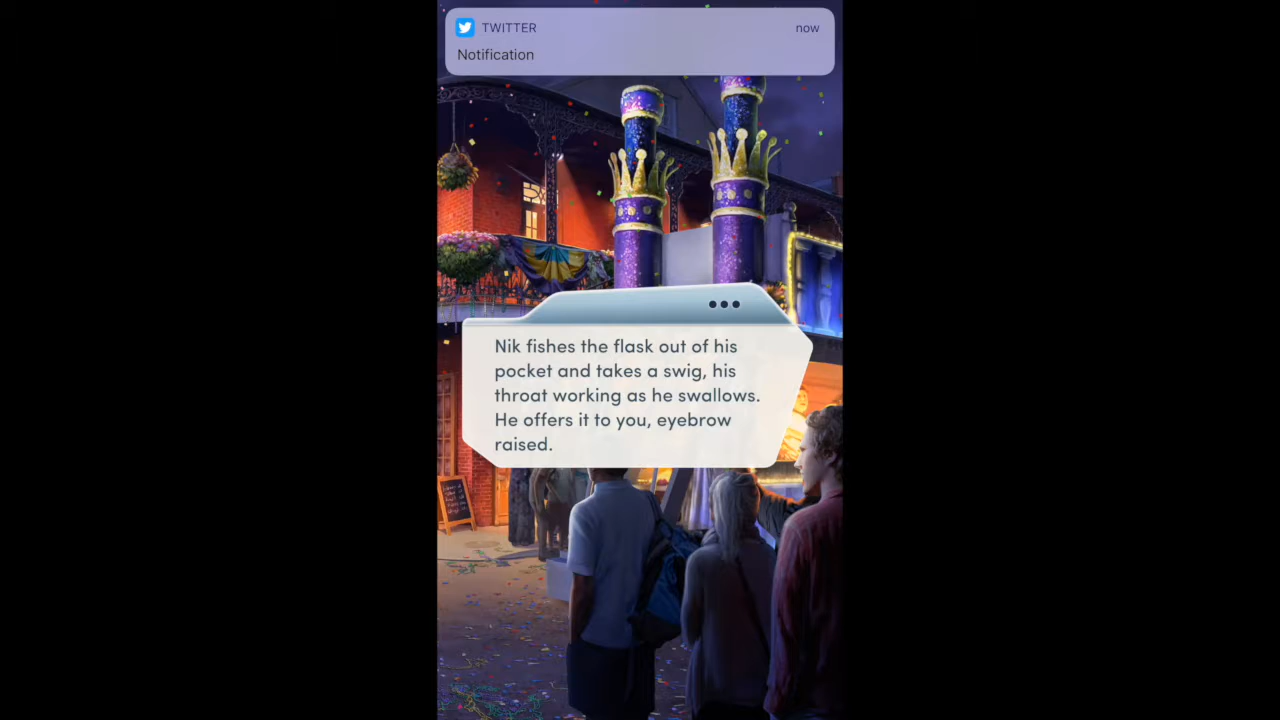 TWITTER
now
Notification
Nik fishes the flask out of his
pocket and takes a swig, his
throat working as he swallows.
He offers it to you, eyebrow
raised.